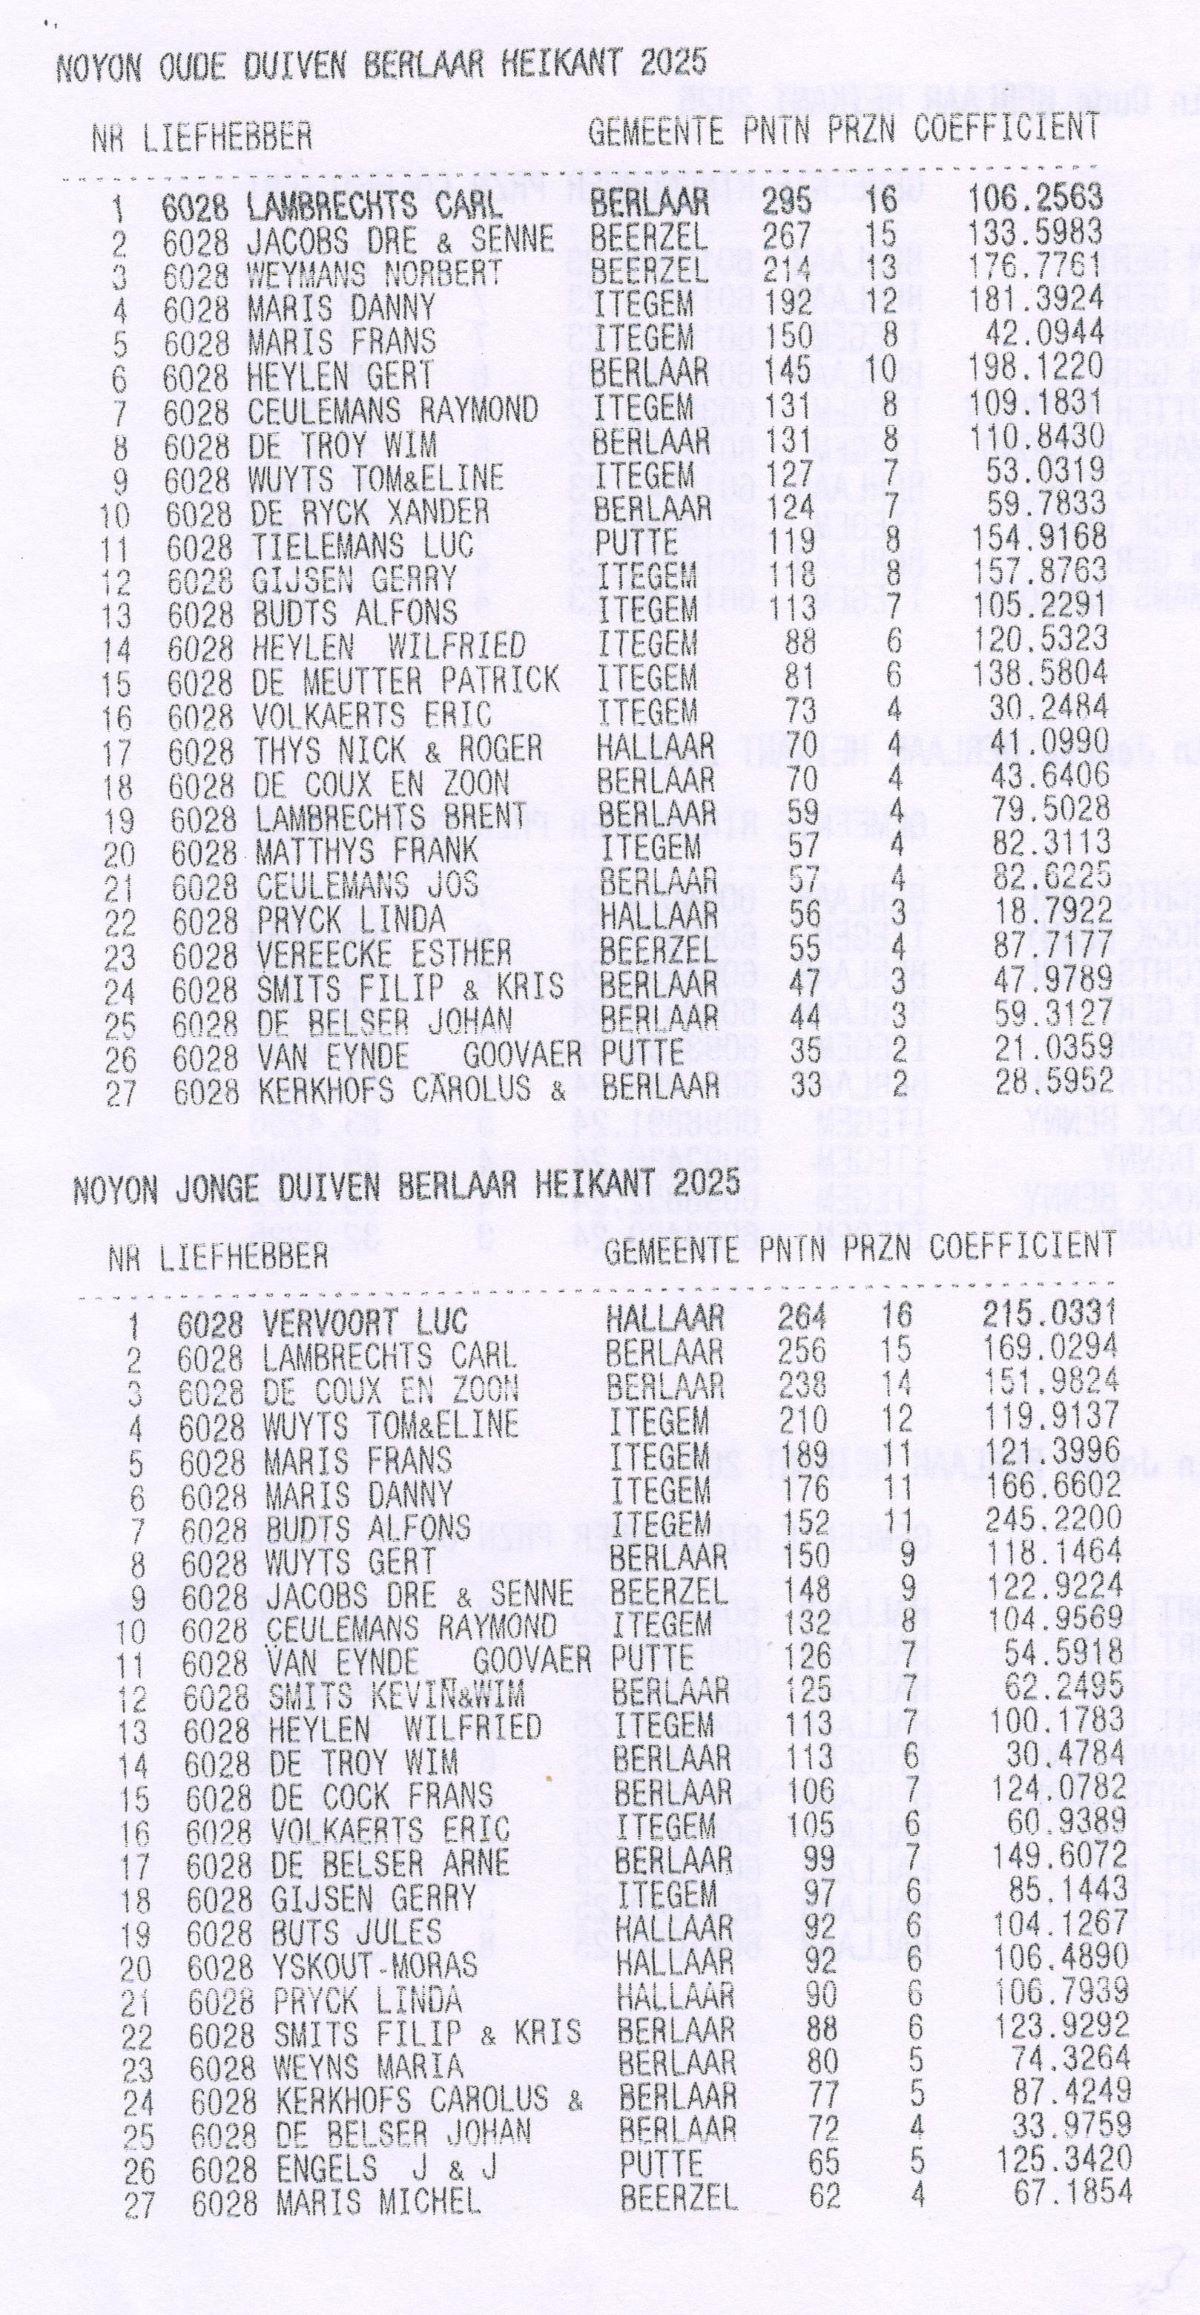 NOYON OUDE DUIVEN BERLAAR HEIKANT 2025
NR LIEFHEBBER GEMEENTE PNTN PRZN COEFFICIENT
1 6028 LAMBRECHTS CARL BERLAAR 295 16 106.2563
2 6028 JACOBS DRE & SENNE BEERZEL 267 15 133.5983
3 6028 WEYMANS NORBERT BEERZEL 214 13 176.7761
4 6028 MARIS DANNY ITEGEM 192 12 181.3924
5 6028 MARIS FRANS ITEGEM 150 8 42.0944
6 6028 HEYLEN GERT BERLAAR 145 10 198.1220
7 6028 CEULEMANS RAYMOND ITEGEM 131 8 109.1831
8 6028 DE TROY WIM BERLAAR 131 8 110.8430
9 6028 WUYTS TOM&ELINE ITEGEM 127 7 53.0319
10 6028 DE RYCK XANDER BERLAAR 124 7 59.7833
11 6028 TIELEMANS LUC PUTTE 119 8 154.9168
12 6028 GIJSEN GERRY ITEGEM 118 8 157.8763
13 6028 BUDTS ALFONS ITEGEM 113 7 105.2291
14 6028 HEYLEN WILFRIED ITEGEM 88 6 120.5323
15 6028 DE MEUTTER PATRICK ITEGEM 81 6 138.5804
16 6028 VOLKAERTS ERIC ITEGEM 73 4 30.2484
17 6028 THYS NICK & ROGER HALLAAR 70 4 41.0990
18 6028 DE COUX EN ZOON BERLAAR 70 4 43.6406
19 6028 LAMBRECHTS BRENT BERLAAR 59 4 79.5028
20 6028 MATTHYS FRANK ITEGEM 57 4 82.3113
21 6028 CEULEMANS JOS BERLAAR 57 4 82.6225
22 6028 PRYCK LINDA HALLAAR 56 3 18.7922
23 6028 VEREECKE ESTHER BEERZEL 55 4 87.7177
24 6028 SMITS FILIP & KRIS BERLAAR 47 3 47.9789
25 6028 DE BELSER JOHAN BERLAAR 44 3 59.3127
26 6028 VAN EYNDE GOOVAER PUTTE 35 2 21.0359
27 6028 KERKHOFS CAROLUS & BERLAAR 33 2 28.5952
NOYON JONGE DUIVEN BERLAAR HEIKANT 2025
NR LIEFHEBBER GEMEENTE PNTN PRZN COEFFICIENT
1 6028 VERVOORT LUC HALLAAR 264 16 215.0331
2 6028 LAMBRECHTS CARL BERLAAR 256 15 169.0294
3 6028 DE COUX EN ZOON BERLAAR 238 14 151.9824
4 6028 WUYTS TOM&ELINE ITEGEM 210 12 119.9137
5 6028 MARIS FRANS ITEGEM 189 11 121.3996
6 6028 MARIS DANNY ITEGEM 176 11 166.6602
7 6028 BUDTS ALFONS ITEGEM 152 11 245.2200
8 6028 WUYTS GERT BERLAAR 150 9 118.1464
9 6028 JACOBS DRE & SENNE BEERZEL 148 9 122.9224
10 6028 CEULEMANS RAYMOND ITEGEM 132 8 104.9569
11 6028 VAN EYNDE GOOVAER PUTTE 126 7 54.5918
12 6028 SMITS KEVIN&WIM BERLAAR 125 7 62.2495
13 6028 HEYLEN WILFRIED ITEGEM 113 7 100.1783
14 6028 DE TROY WIM BERLAAR 113 6 30.4784
15 6028 DE COCK FRANS BERLAAR 106 7 124.0782
16 6028 VOLKAERTS ERIC ITEGEM 105 6 60.9389
17 6028 DE BELSER ARNE BERLAAR 99 7 149.6072
18 6028 GIJSEN GERRY ITEGEM 97 6 85.1443
19 6028 BUTS JULES HALLAAR 92 6 104.1267
20 6028 YSKOUT-MORAS HALLAAR 92 6 106.4890
21 6028 PRYCK LINDA HALLAAR 90 6 106.7939
22 6028 SMITS FILIP & KRIS BERLAAR 88 6 123.9292
23 6028 WEYNS MARIA BERLAAR 80 5 74.3264
24 6028 KERKHOFS CAROLUS & BERLAAR 77 5 87.4249
25 6028 DE BELSER JOHAN BERLAAR 72 4 33.9759
26 6028 ENGELS J & J PUTTE 65 5 125.3420
27 6028 MARIS MICHEL BEERZEL 62 4 67.1854